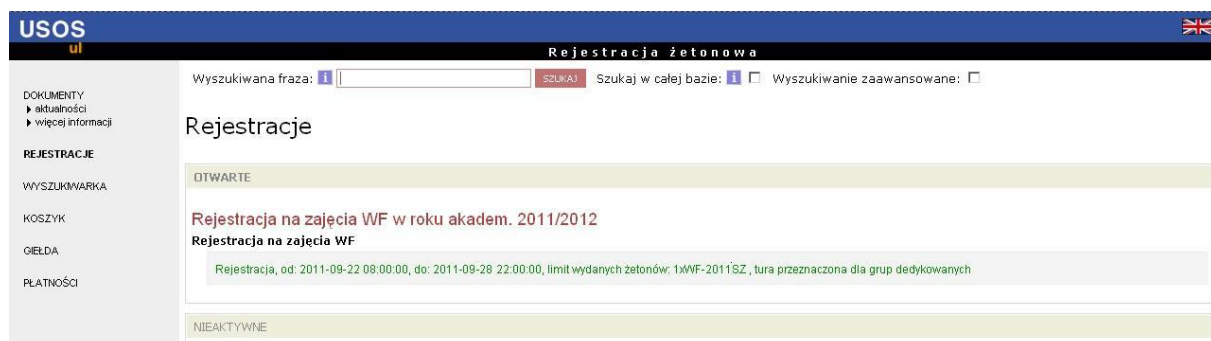 USOS
ul
Rejestracja żetonowa
Wyszukiwana fraza: i SZUKAJ Szukaj w całej bazie: i Wyszukiwanie zaawansowane:
DOKUMENTY
aktualności
więcej informacji
REJESTRACJE
WYSZUKIWARKA
KOSZYK
GIEŁDA
PŁATNOŚCI
Rejestracje
OTWARTE
Rejestracja na zajęcia WF w roku akadem. 2011/2012
Rejestracja na zajęcia WF
Rejestracja, od: 2011-09-22 08:00:00, do: 2011-09-28 22:00:00, limit wydanych żetonów: 1xWF-2011SZ , tura przeznaczona dla grup dedykowanych
NIEAKTYWNE